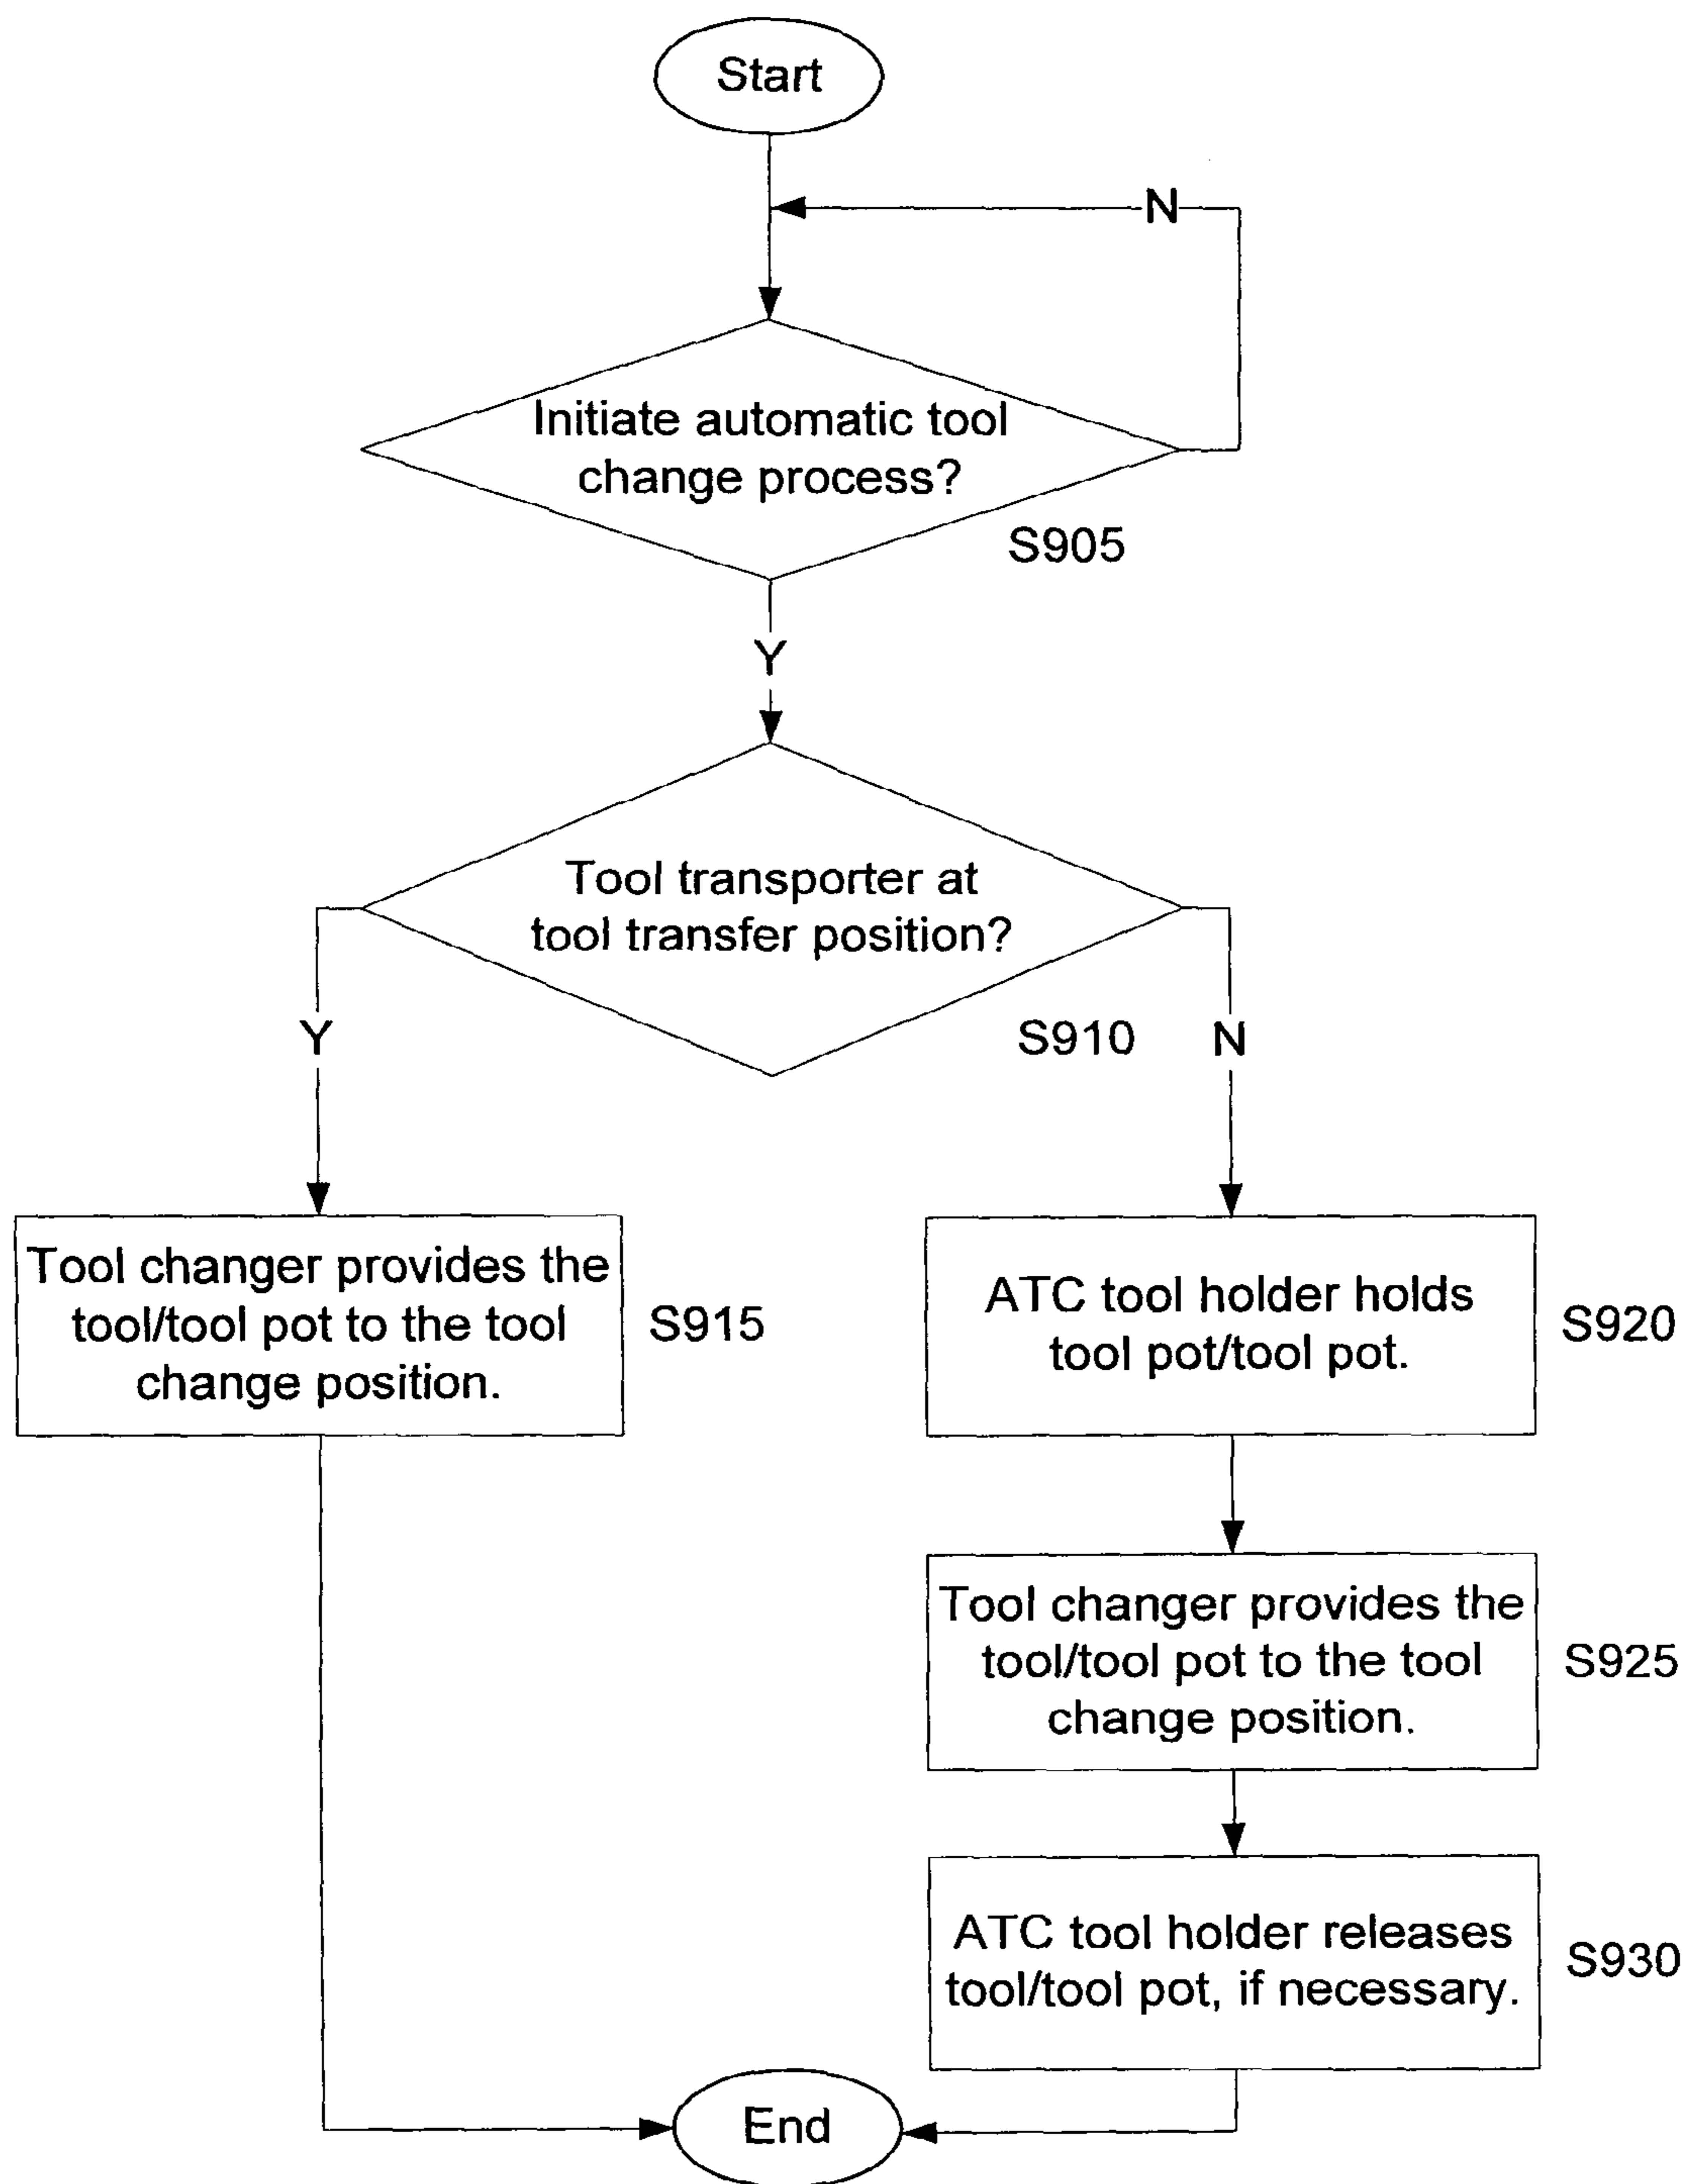 Start
N
Initiate automatic tool
change process?
S905
Y
Tool transporter at
tool transfer position?
S910
Y
N
Tool changer provides the
tool/tool pot to the tool
change position.
S915
ATC tool holder holds
tool pot/tool pot.
S920
Tool changer provides the
tool/tool pot to the tool
change position.
S925
ATC tool holder releases
tool/tool pot, if necessary.
S930
End